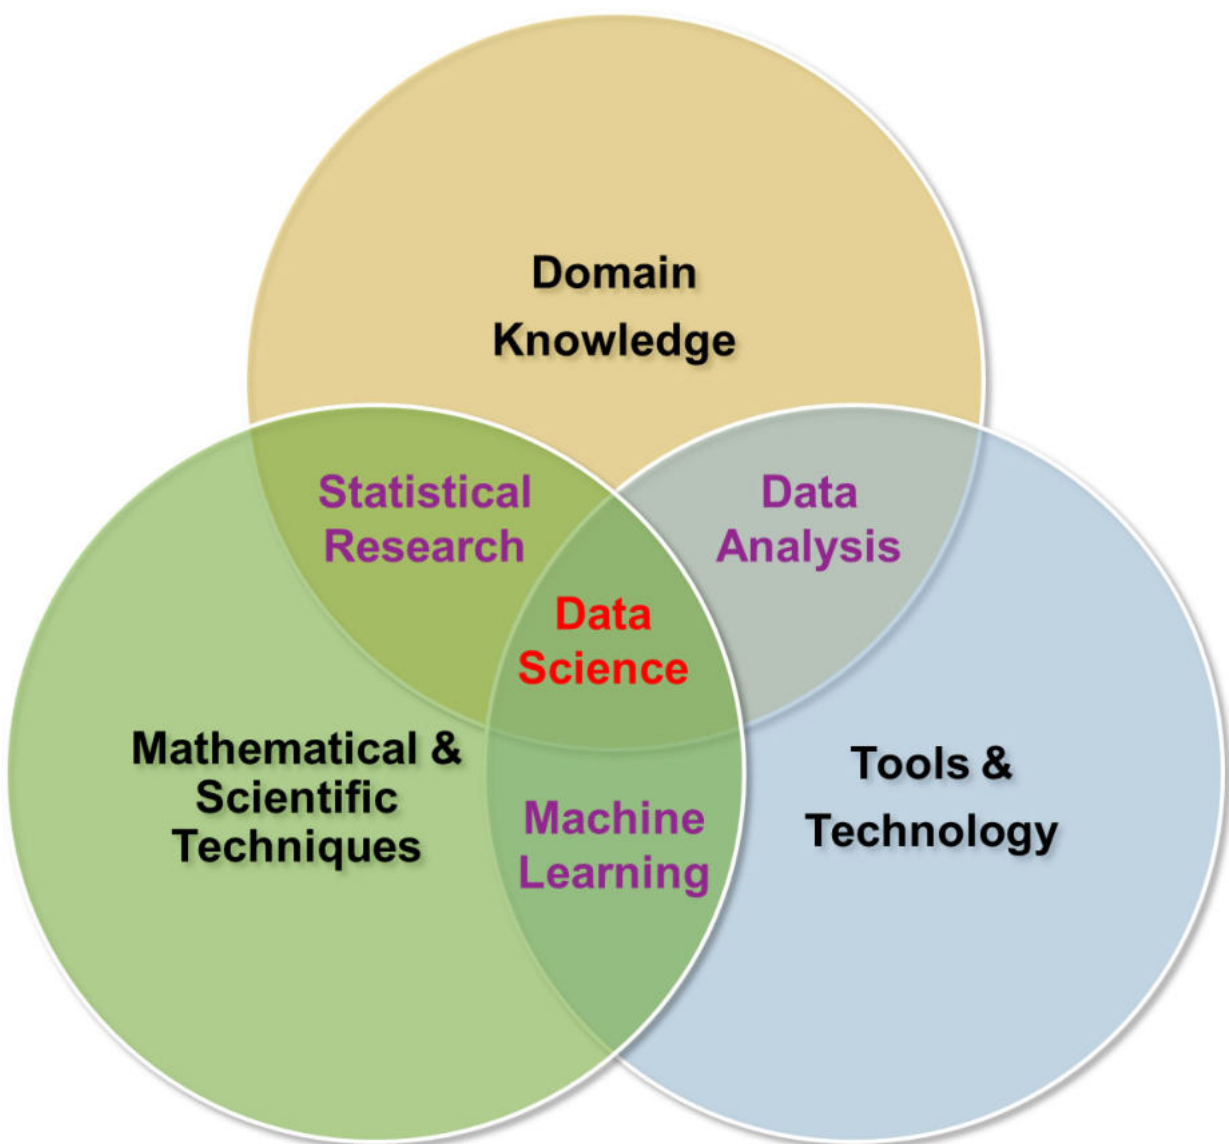 Domain
Knowledge
Statistical
Research
Data
Analysis
Data
Science
Mathematical &
Scientific
Techniques
Tools &
Technology
Machine
Learning